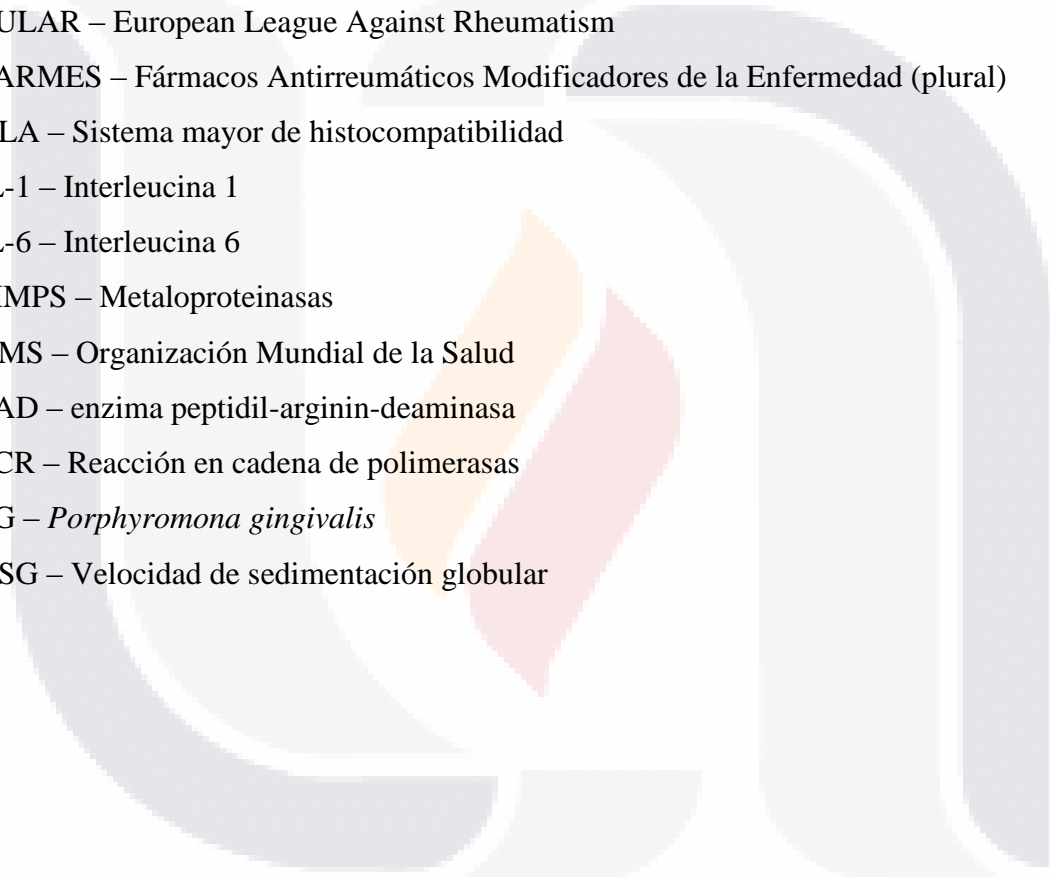 ULAR – European League Against Rheumatism
ARMES – Fármacos Antirreumáticos Modificadores de la Enfermedad (plural)
LA – Sistema mayor de histocompatibilidad
-1 – Interleucina 1
-6 – Interleucina 6
MPS – Metaloproteinasas
MS – Organización Mundial de la Salud
AD – enzima peptidil-arginin-deaminasa
CR – Reacción en cadena de polimerasas
G – Porphyromona gingivalis
SG – Velocidad de sedimentación globular